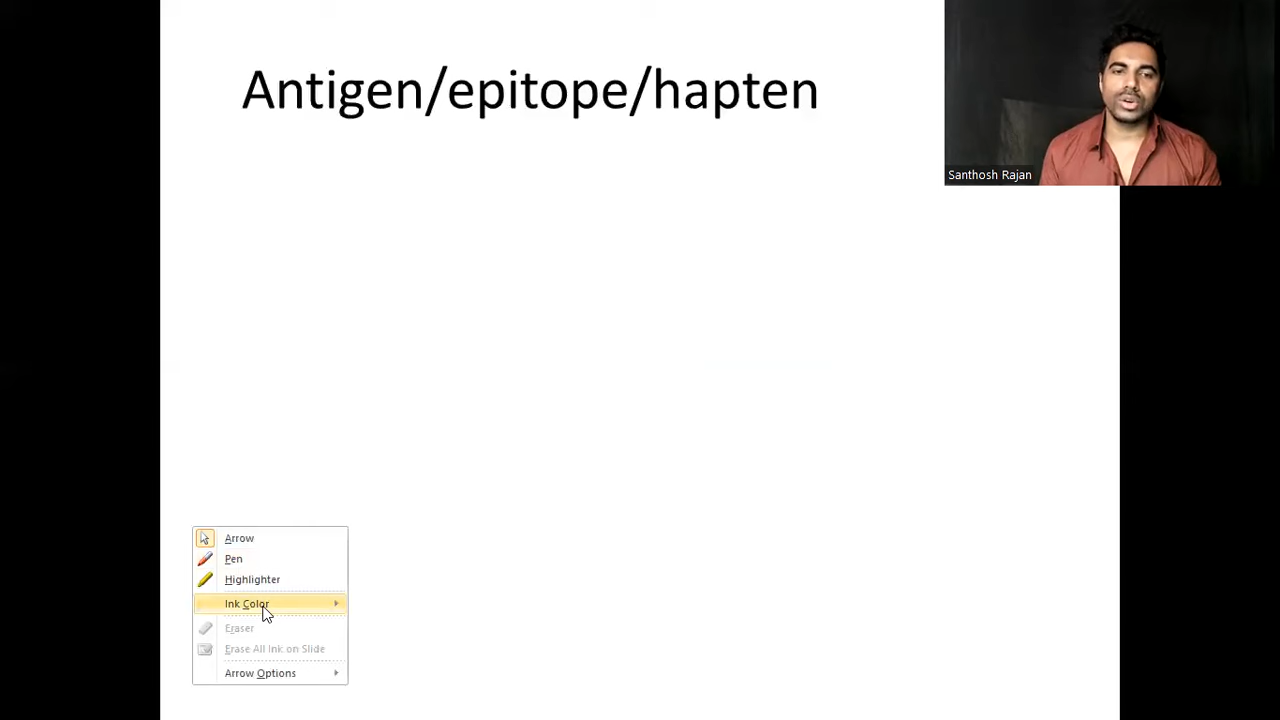 Antigen/epitope/hapten
Santhosh Rajan
Arrow
Pen
Highlighter
Ink Color
Eraser
Erase All Ink on Slide
Arrow Options